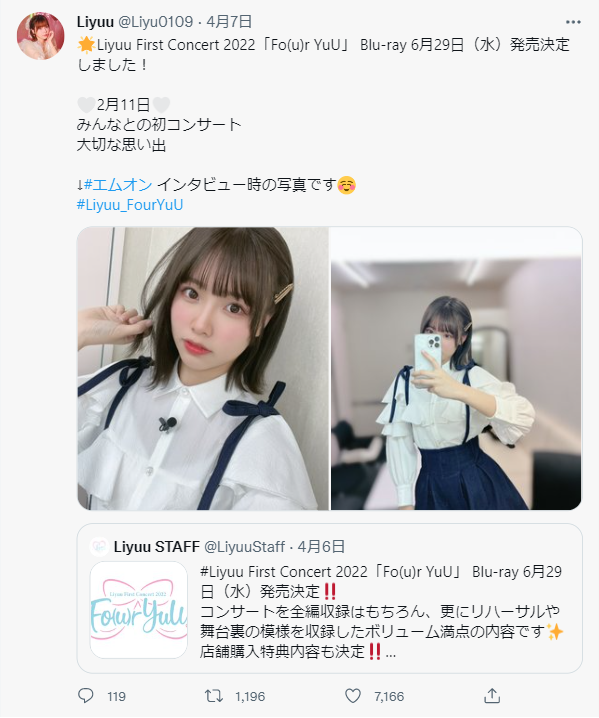 Liyuu @Liyu0109 · 4月7日
🌟Liyuu First Concert 2022「Fo(u)r YuU」 Blu-ray 6月29日（水）発売決定
しました！
🤍2月11日🤍
みんなとの初コンサート
大切な思い出
↓#エムオン インタビュー時の写真です☺️
#Liyuu_FourYuU
Liyuu STAFF @LiyuuStaff · 4月6日
#Liyuu First Concert 2022「Fo(u)r YuU」 Blu-ray 6月29
日（水）発売決定‼️
コンサートを全編収録はもちろん、更にリハーサルや
舞台裏の模様を収録したボリューム満点の内容です✨
店舗購入特典内容も決定‼️...
Liyuu First Concert 2022
Fo(u)r YuU
119
1,196
7,166